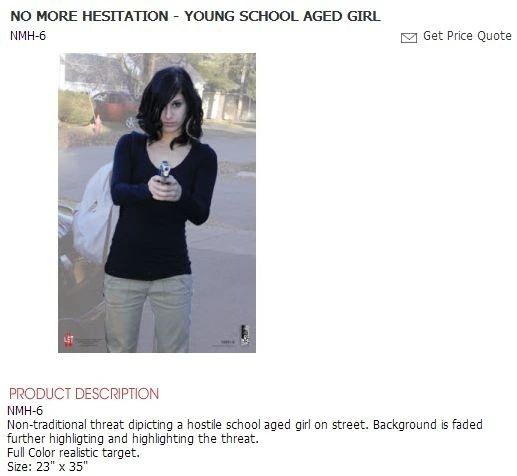 NO MORE HESITATION - YOUNG SCHOOL AGED GIRL
NMH-6
Get Price Quote
LET
PRODUCT DESCRIPTION
NMH-6
Non-traditional threat dipicting a hostile school aged girl on street. Background is faded
further highligting and highlighting the threat.
Full Color realistic target.
Size: 23" x 35"